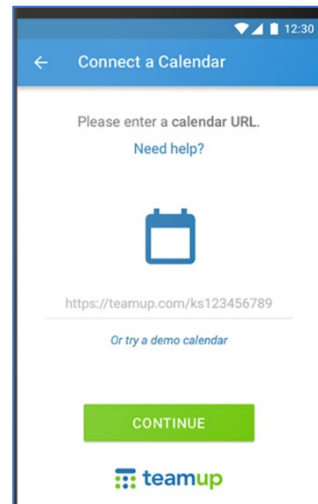 12:30
Connect a Calendar
Please enter a calendar URL.
Need help?
https://teamup.com/ks123456789
Or try a demo calendar
CONTINUE
teamup